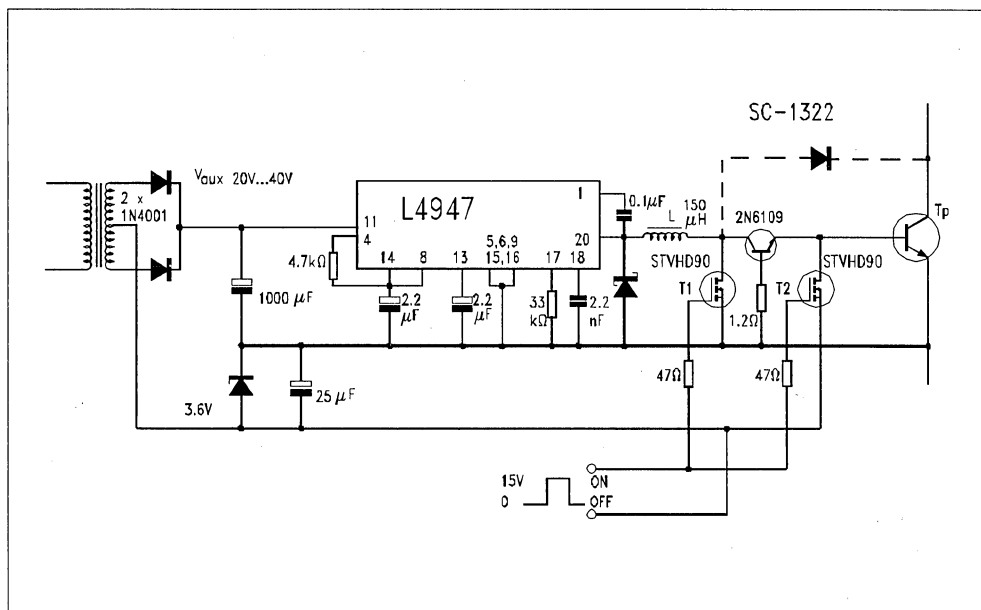 SC-1322
Vaux 20V...40V
2 x
1N4001
L4947
1
11
4
20
5,6,9
14 8 13 15,16 17 18
0.1µF
L 150
µH
2N6109
Tp
STVHD90
STVHD90
4.7kΩ
1000 µF
2.2
µF
2.2
µF
33
kΩ
2.2
nF
T1
1.2Ω
T2
47Ω
47Ω
3.6V
25 µF
15V
0
ON
OFF